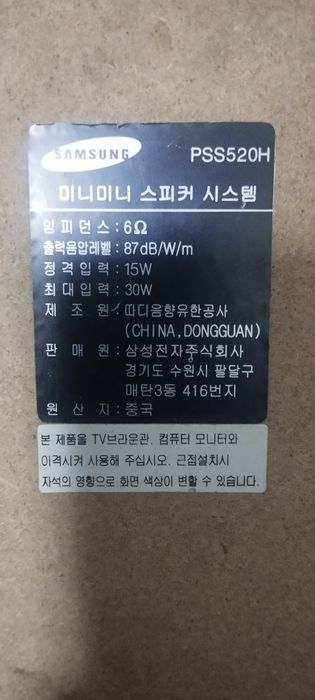 SAMSUNG PSS520H
미니미니 스피커 시스템
임 피 던 스 : 6Ω
출력음압레벨 : 87dB/W/m
정 격 입 력 : 15W
최 대 입 력 : 30W
제 조 원 : 따디음향유한공사
(CHINA, DONGGUAN)
판 매 원 : 삼성전자주식회사
경기도 수원시 팔달구
매탄3동 416번지
원 산 지 : 중국
본 제품을 TV브라운관, 컴퓨터 모니터와
이격시켜 사용해 주십시오. 근접설치시
자석의 영향으로 화면 색상이 변할 수 있습니다.